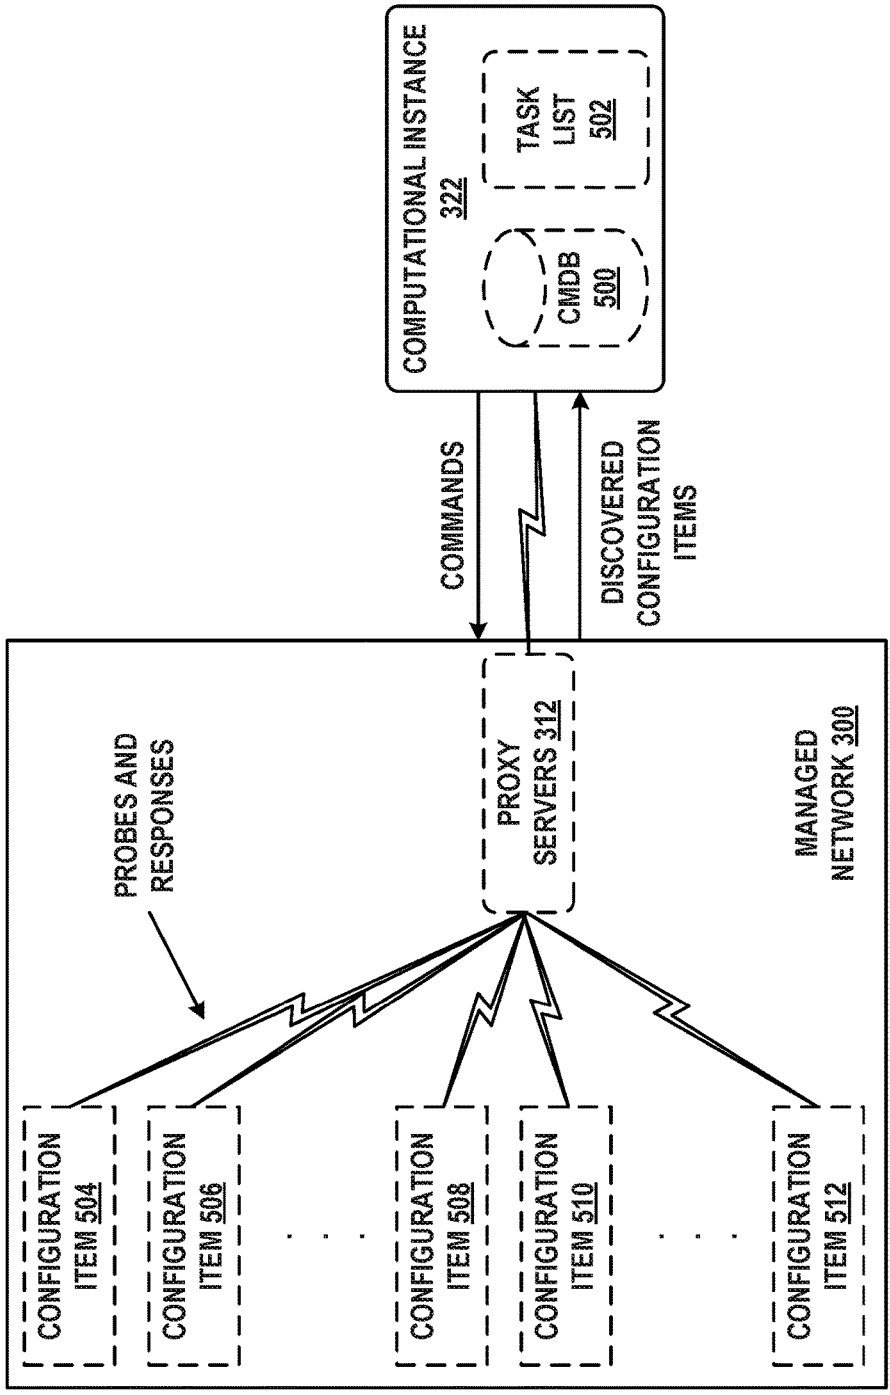 COMPUTATIONAL INSTANCE
322
CMDB
500
TASK
LIST
502
COMMANDS
DISCOVERED
CONFIGURATION
ITEMS
PROBES AND
RESPONSES
PROXY
SERVERS 312
MANAGED
NETWORK 300
CONFIGURATION
ITEM 504
CONFIGURATION
ITEM 506
CONFIGURATION
ITEM 508
CONFIGURATION
ITEM 510
CONFIGURATION
ITEM 512